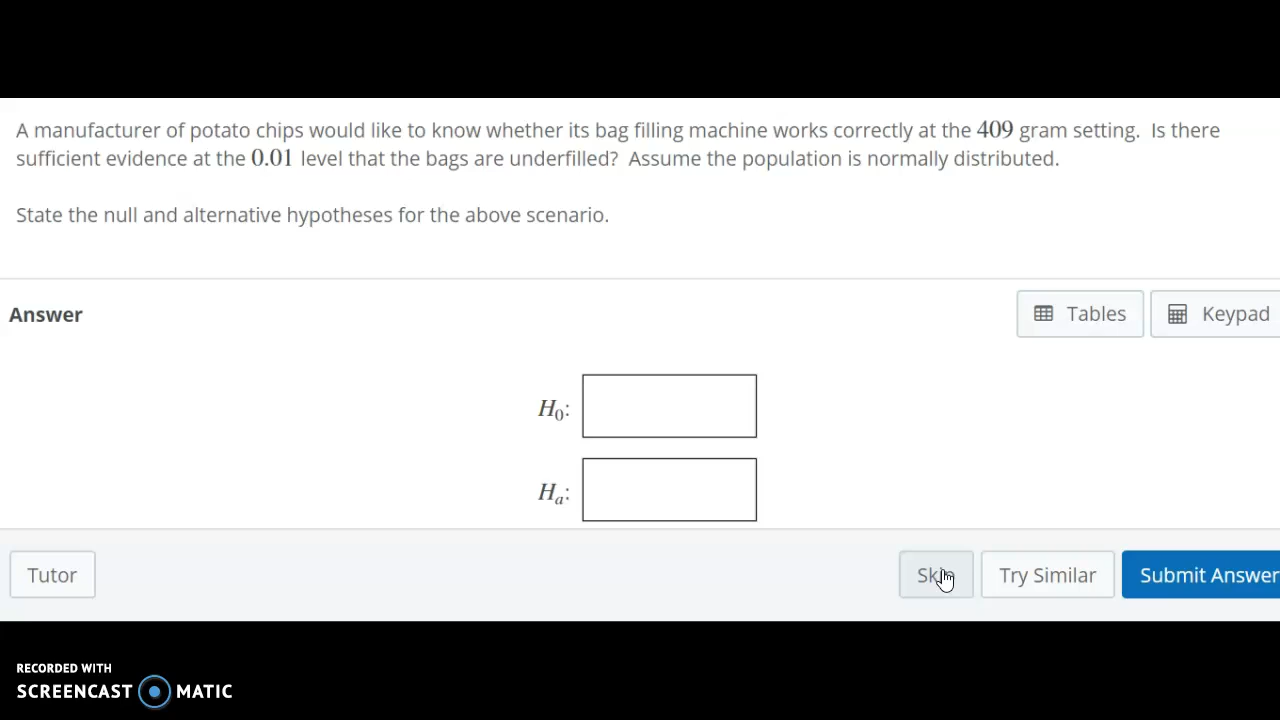 A manufacturer of potato chips would like to know whether its bag filling machine works correctly at the 409 gram setting. Is there
sufficient evidence at the 0.01 level that the bags are underfilled? Assume the population is normally distributed.
State the null and alternative hypotheses for the above scenario.
Answer
Tables
Keypad
H₀:
Hₐ:
Tutor
Skip
Try Similar
Submit Answer
RECORDED WITH
SCREENCAST MATIC